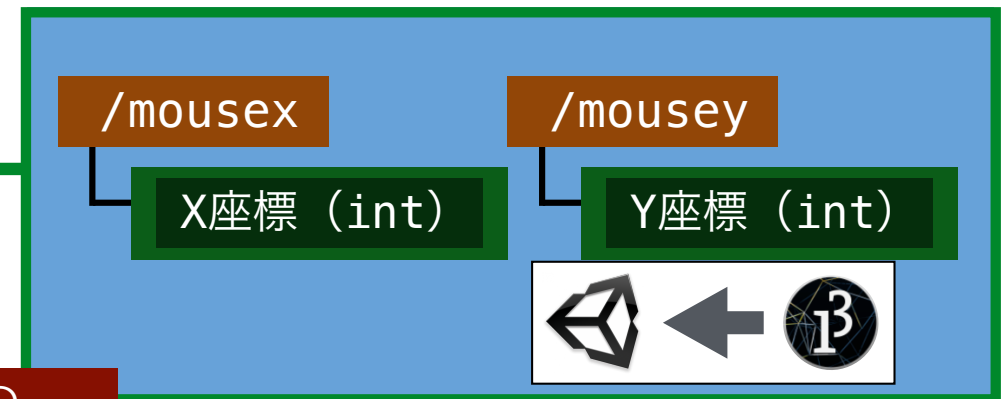 /mousex
/mousey
X座標（int）
Y座標（int）